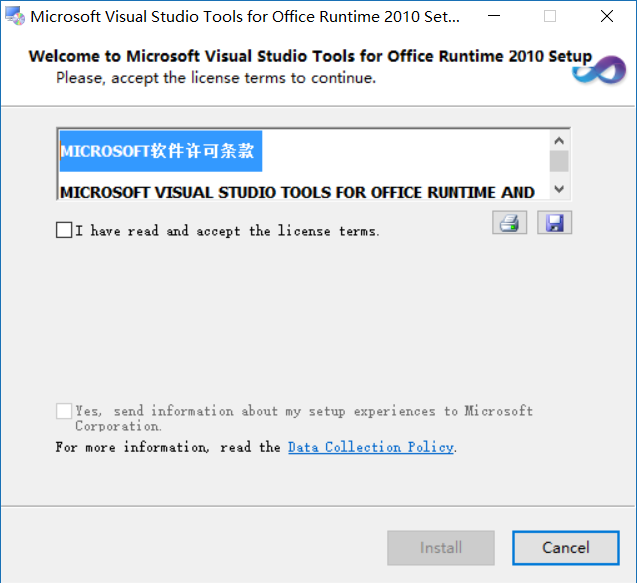 Microsoft Visual Studio Tools for Office Runtime 2010 Set...
Welcome to Microsoft Visual Studio Tools for Office Runtime 2010 Setup
Please, accept the license terms to continue.
MICROSOFT软件许可条款
MICROSOFT VISUAL STUDIO TOOLS FOR OFFICE RUNTIME AND
I have read and accept the license terms.
Yes, send information about my setup experiences to Microsoft
Corporation.
For more information, read the Data Collection Policy.
Install
Cancel